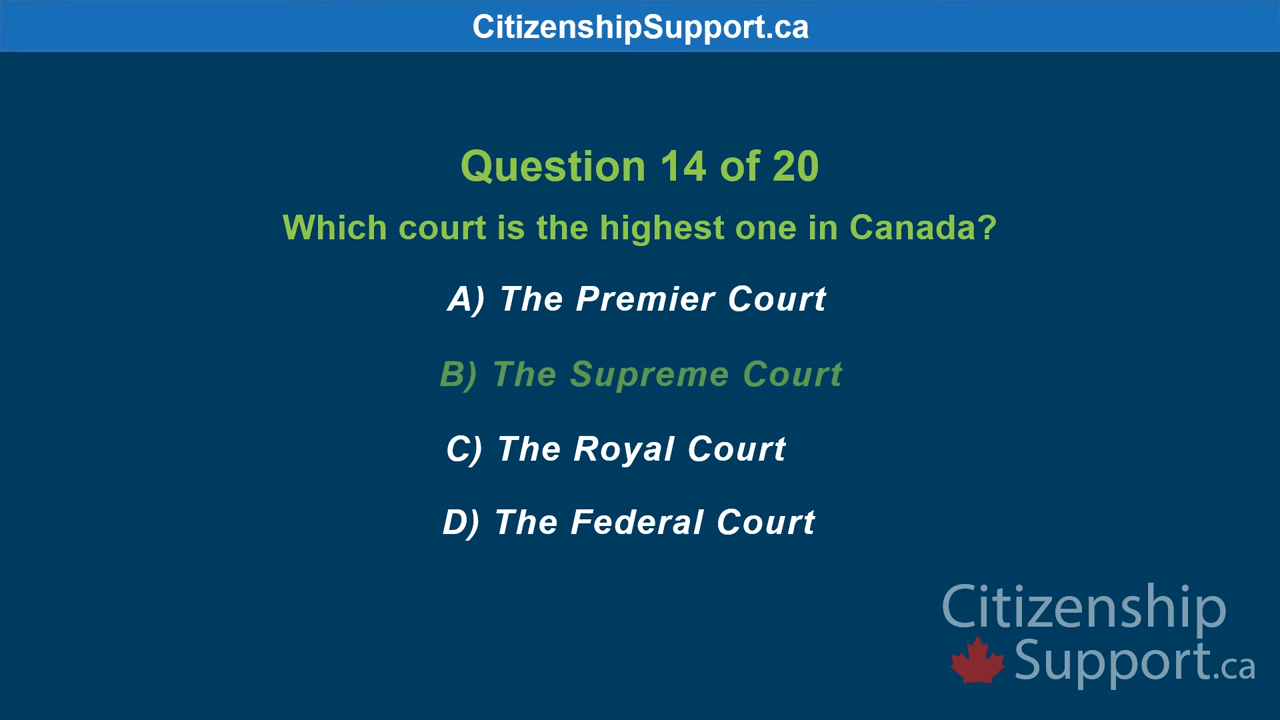 CitizenshipSupport.ca
Question 14 of 20
Which court is the highest one in Canada?
A) The Premier Court
B) The Supreme Court
C) The Royal Court
D) The Federal Court
Citizenship
Support.ca